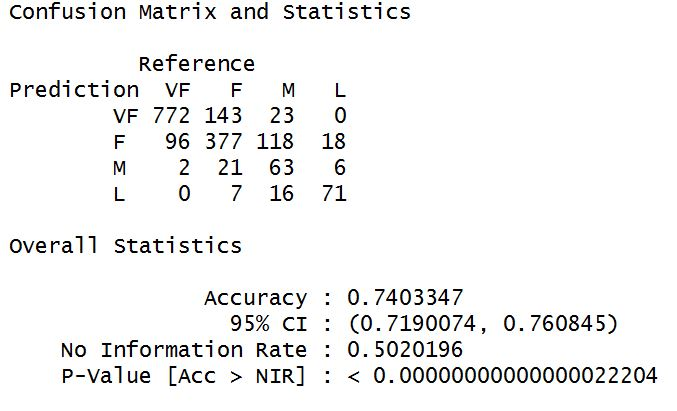 Confusion Matrix and Statistics
Reference
Prediction VF F M L
VF 772 143 23 0
F 96 377 118 18
M 2 21 63 6
L 0 7 16 71
Overall Statistics
Accuracy : 0.7403347
95% CI : (0.7190074, 0.760845)
No Information Rate : 0.5020196
P-Value [Acc > NIR] : < 0.00000000000000022204